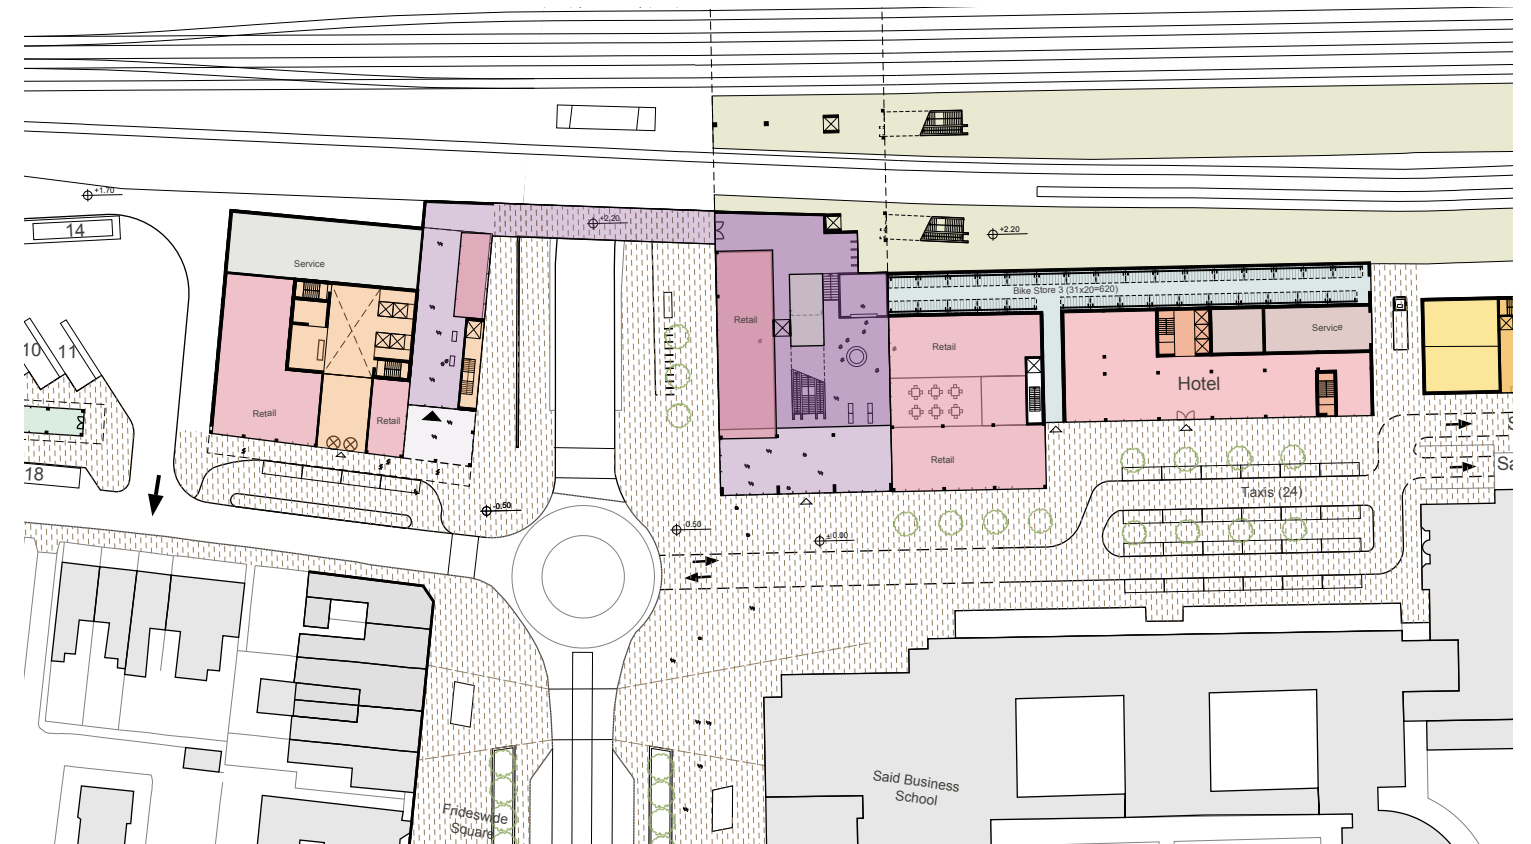 +1.70
14
+2.20
+2.20
Service
Bike Store 3 (31x20=620)
Retail
Service
Retail
10
11
Hotel
Retail
Retail
Retail
18
Taxis (24)
-0.50
-0.50
±0.00
Said Business
School
Frideswide
Square